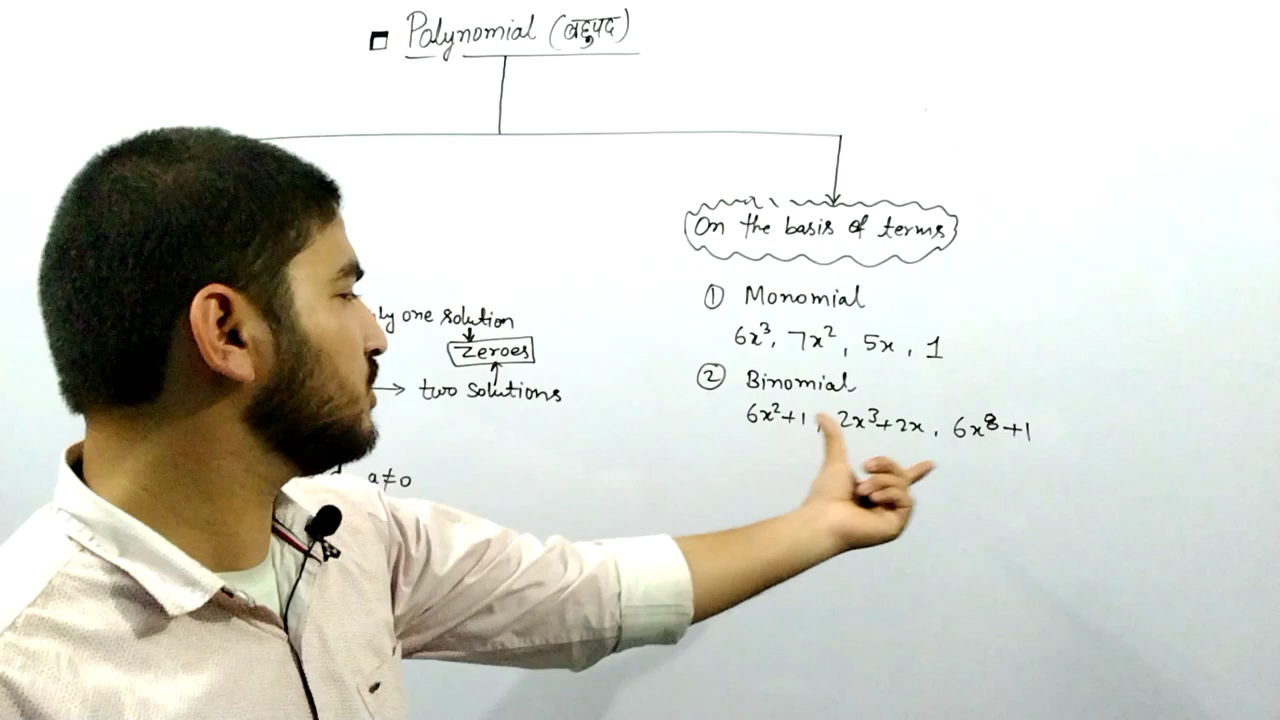 Polynomial (बहुपद)
ly one solution
zeroes
→ two solutions
a≠0
On the basis of terms
① Monomial
6x³, 7x², 5x, 1
② Binomial
6x²+1, 2x³+2x, 6x⁸+1